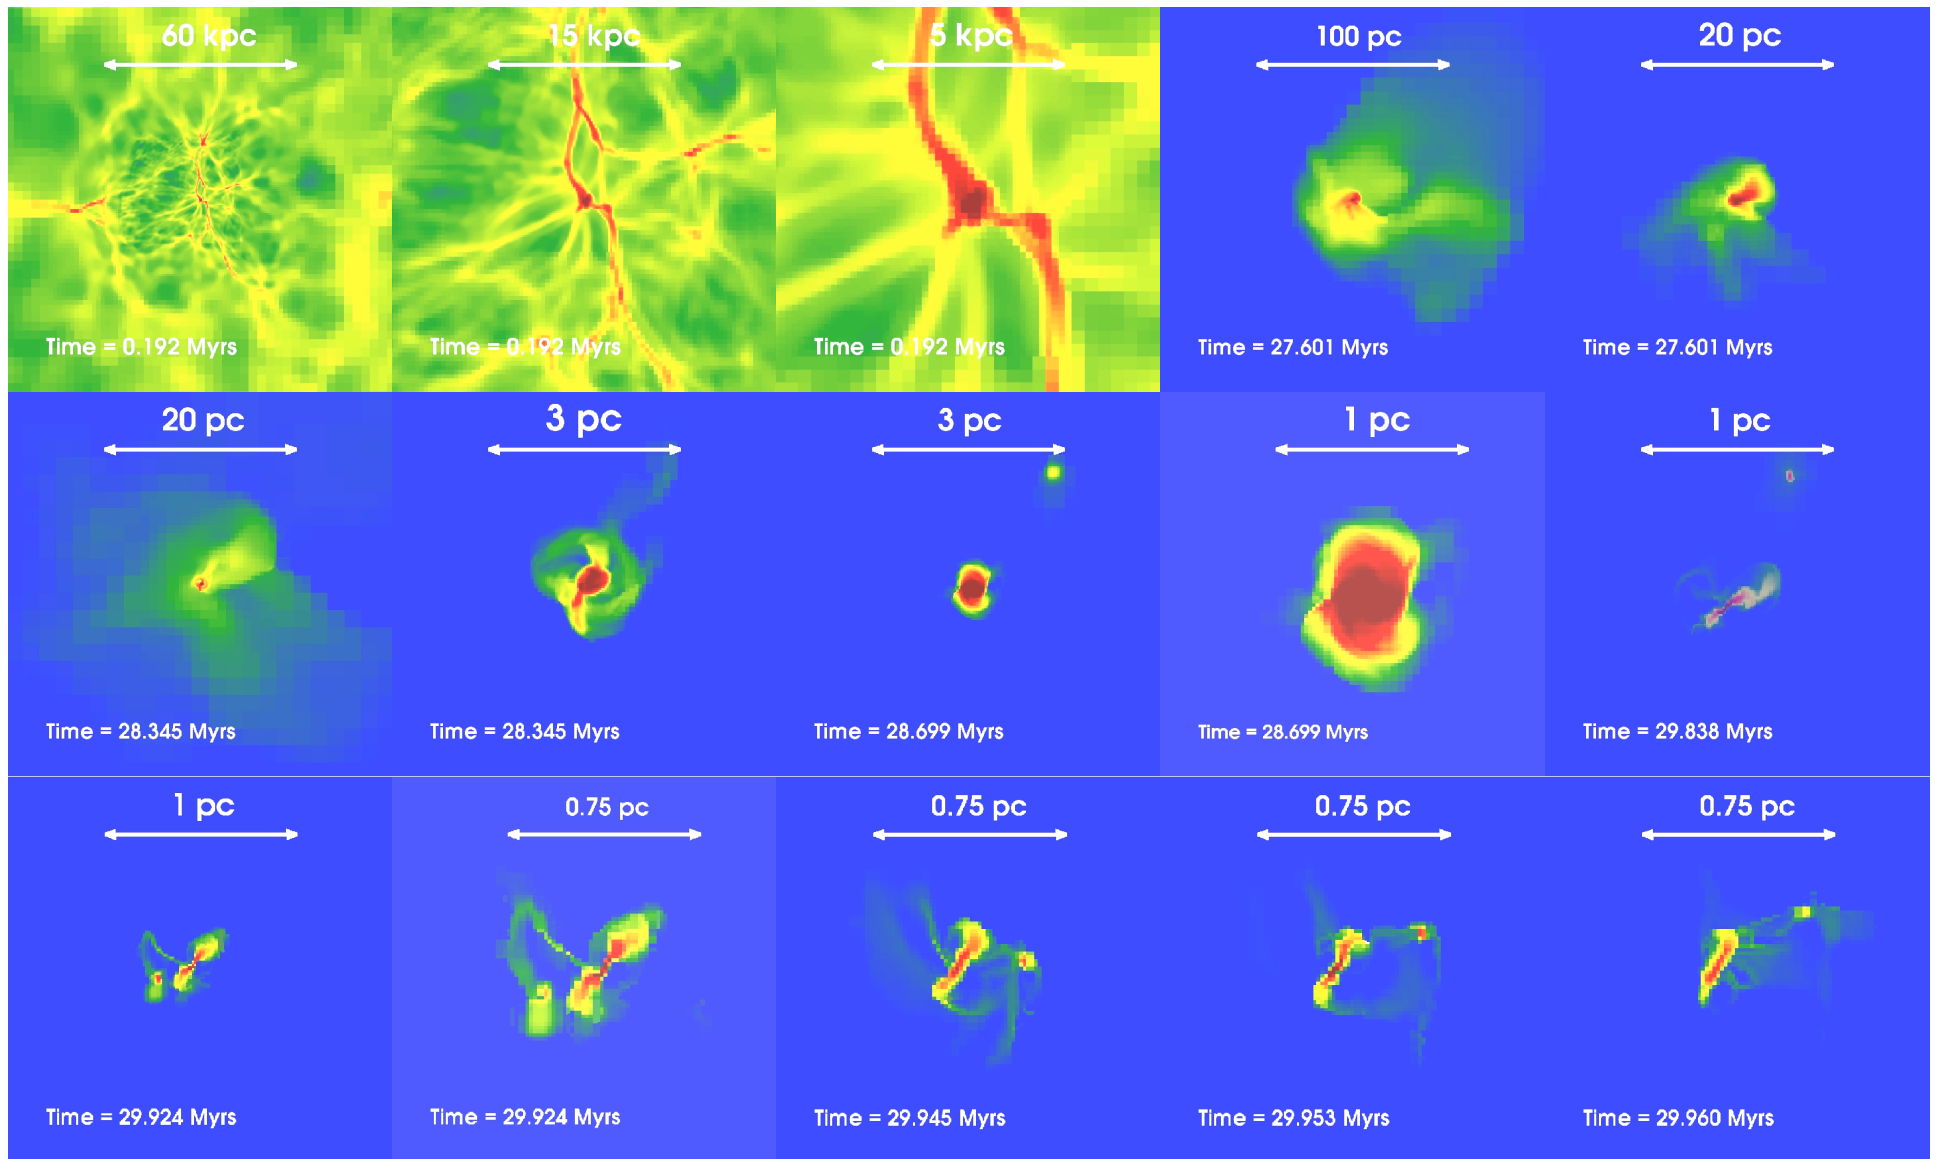 60 kpc
15 kpc
5 kpc
100 pc
20 pc
Time = 0.192 Myrs
Time = 0.192 Myrs
Time = 0.192 Myrs
Time = 27.601 Myrs
Time = 27.601 Myrs
20 pc
3 pc
3 pc
1 pc
1 pc
Time = 28.345 Myrs
Time = 28.345 Myrs
Time = 28.699 Myrs
Time = 28.699 Myrs
Time = 29.838 Myrs
1 pc
0.75 pc
0.75 pc
0.75 pc
0.75 pc
Time = 29.924 Myrs
Time = 29.924 Myrs
Time = 29.945 Myrs
Time = 29.953 Myrs
Time = 29.960 Myrs